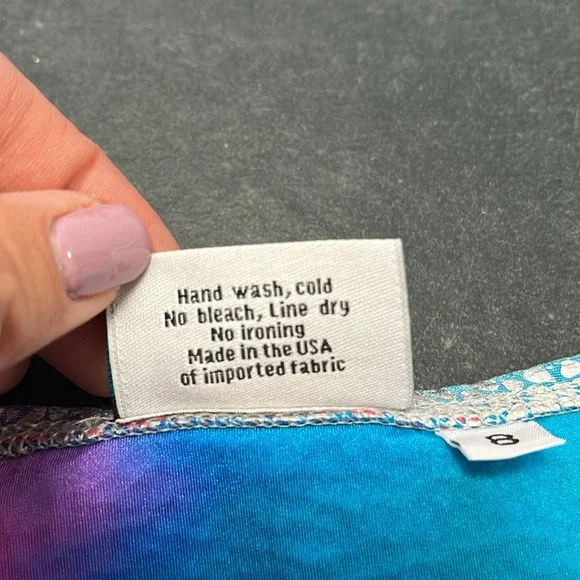 Hand wash, cold
No bleach, Line dry
No ironing
Made in the USA
of imported fabric
8